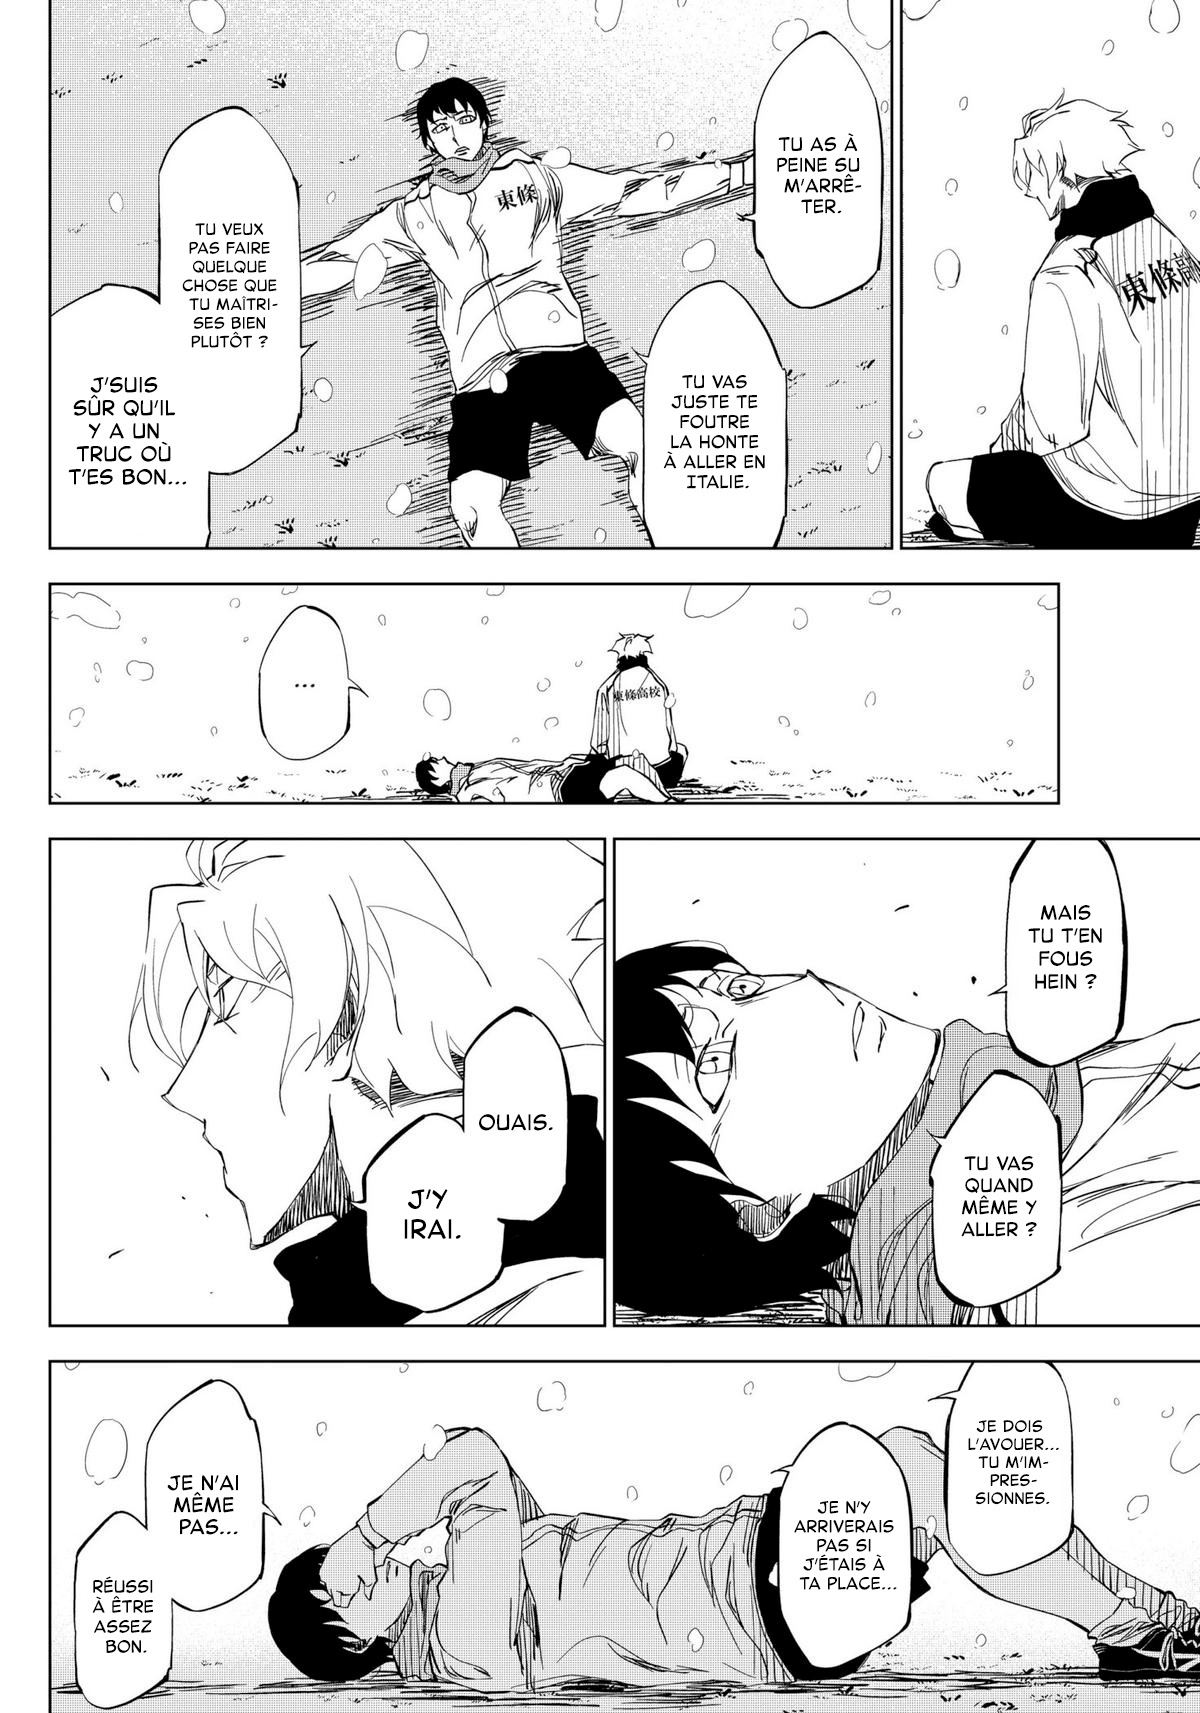 東條高
TU AS À
PEINE SU
M'ARRÊ-
TER.
東條
TU VAS
JUSTE TE
FOUTRE
LA HONTE
À ALLER EN
ITALIE.
TU VEUX
PAS FAIRE
QUELQUE
CHOSE QUE
TU MAÎTRI-
SES BIEN
PLUTÔT ?
J'SUIS
SÛR QU'IL
Y A UN
TRUC OÙ
T'ES BON...
東條高校
...
MAIS
TU T'EN
FOUS
HEIN ?
TU VAS
QUAND
MÊME Y
ALLER ?
OUAIS.
J'Y
IRAI.
JE DOIS
L'AVOUER...
TU M'IM-
PRES-
SIONNES.
JE N'Y
ARRIVERAIS
PAS SI
J'ÉTAIS À
TA PLACE...
JE N'AI
MÊME
PAS...
RÉUSSI
À ÊTRE
ASSEZ
BON.